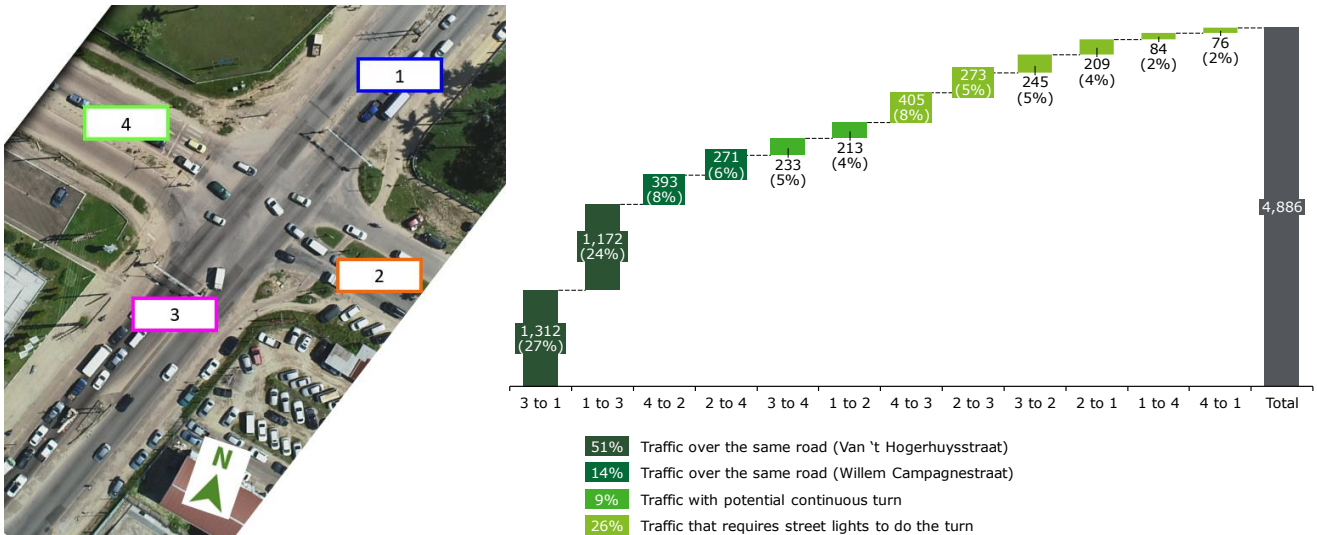 1
4
2
3
N
1,312
(27%)
1,172
(24%)
393
(8%)
271
(6%)
233
(5%)
213
(4%)
405
(8%)
273
(5%)
245
(5%)
209
(4%)
84
(2%)
76
(2%)
4,886
3 to 1
1 to 3
4 to 2
2 to 4
3 to 4
1 to 2
4 to 3
2 to 3
3 to 2
2 to 1
1 to 4
4 to 1
Total
51% Traffic over the same road (Van ‘t Hogerhuysstraat)
14% Traffic over the same road (Willem Campagnestraat)
9% Traffic with potential continuous turn
26% Traffic that requires street lights to do the turn